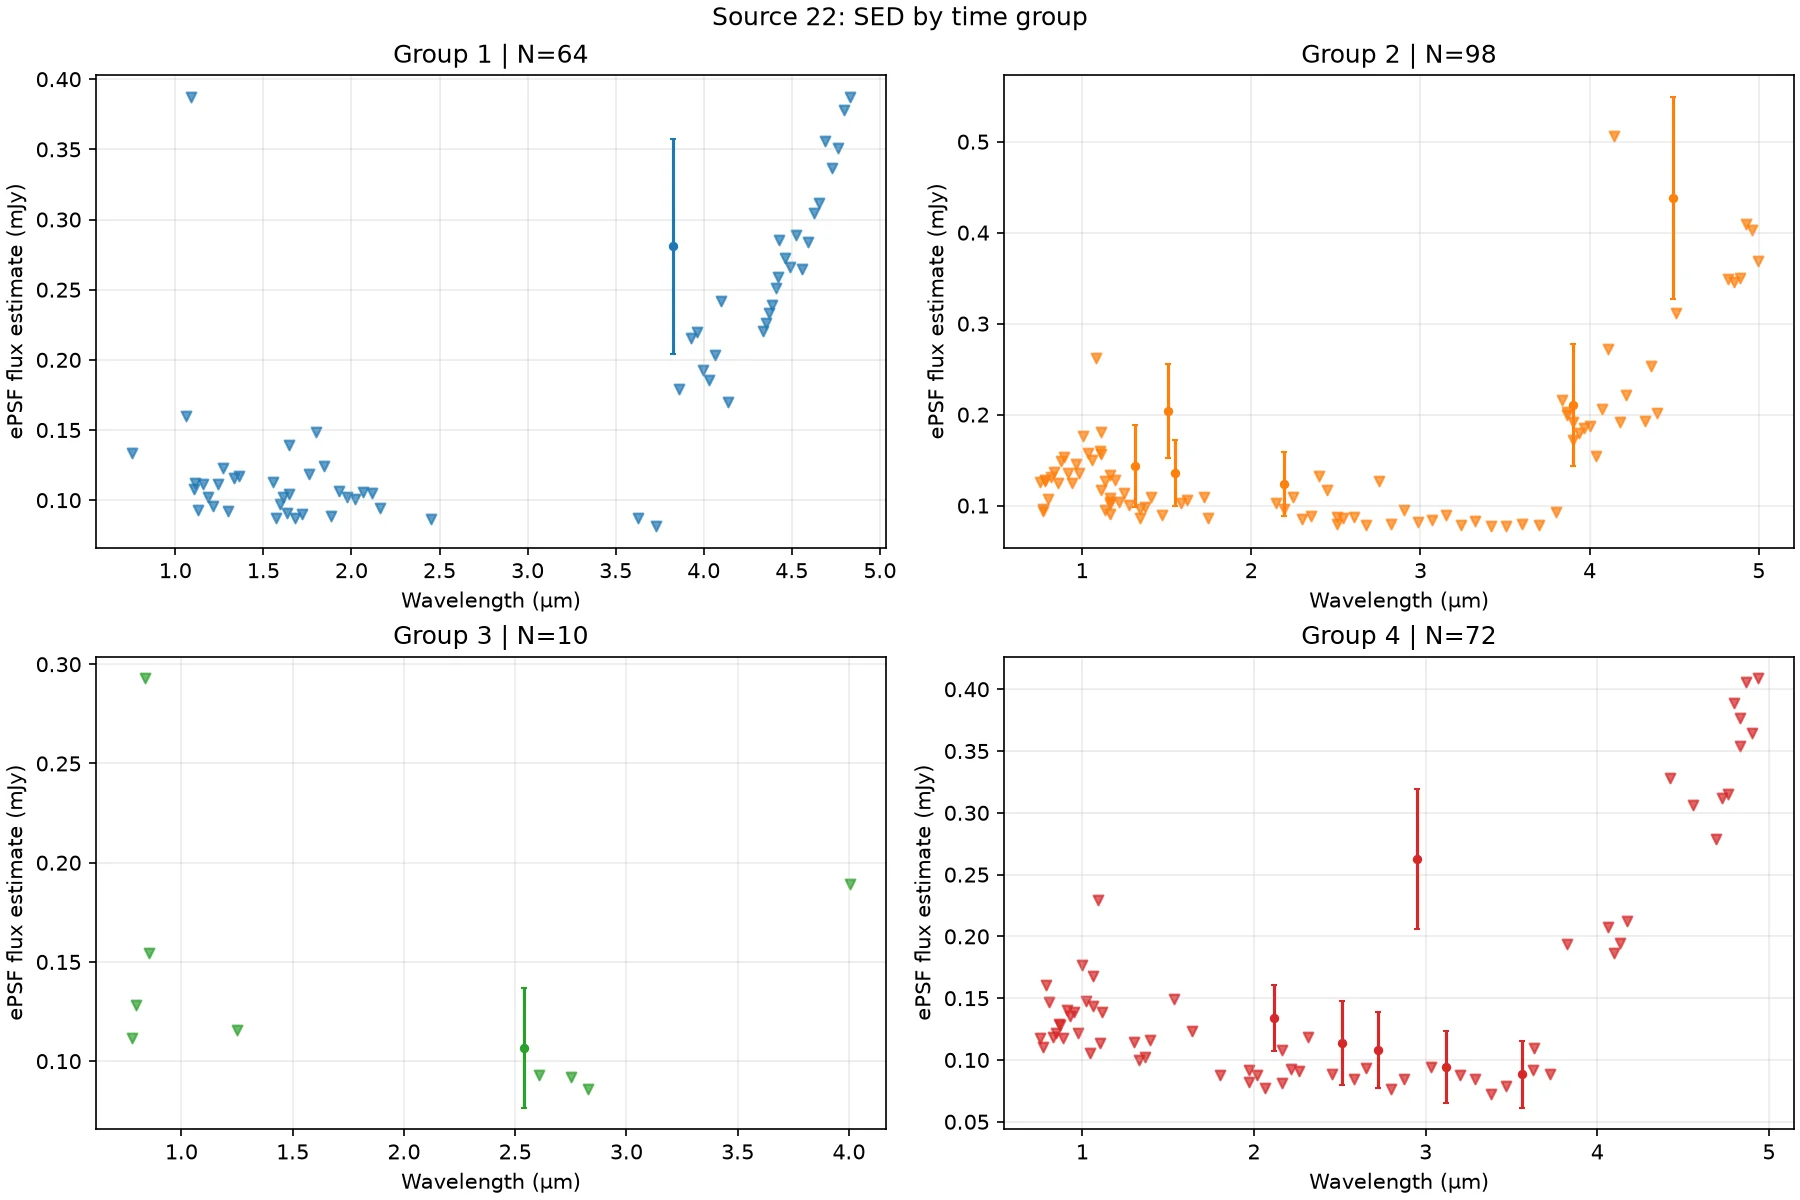 Source 22: SED by time group
Group 1 | N=64
0.40
0.35
0.30
0.25
0.20
0.15
0.10
ePSF flux estimate (mJy)
1.0 1.5 2.0 2.5 3.0 3.5 4.0 4.5 5.0
Wavelength (µm)
Group 2 | N=98
0.5
0.4
0.3
0.2
0.1
ePSF flux estimate (mJy)
1 2 3 4 5
Wavelength (µm)
Group 3 | N=10
0.30
0.25
0.20
0.15
0.10
ePSF flux estimate (mJy)
1.0 1.5 2.0 2.5 3.0 3.5 4.0
Wavelength (µm)
Group 4 | N=72
0.40
0.35
0.30
0.25
0.20
0.15
0.10
0.05
ePSF flux estimate (mJy)
1 2 3 4 5
Wavelength (µm)